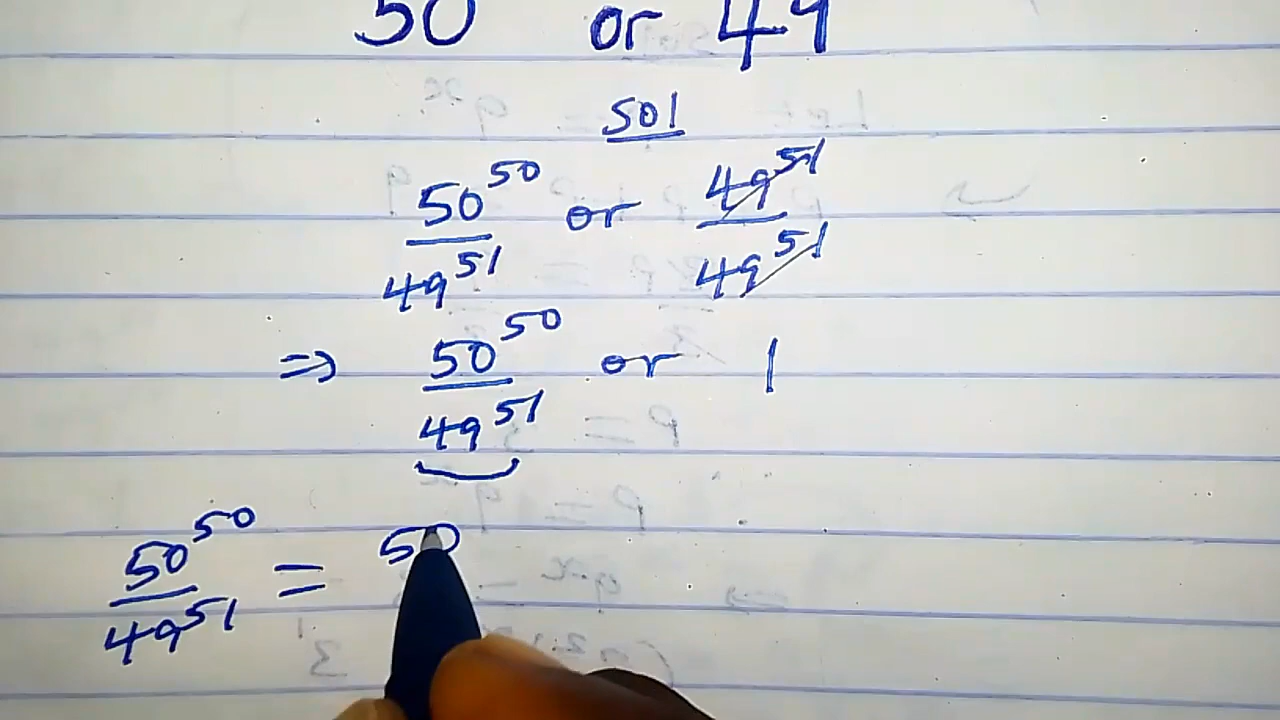 50 or 49
sol
50^50 / 49^51 or 49^51 / 49^51
⇒ 50^50 / 49^51 or 1
50^50 / 49^51 = 50